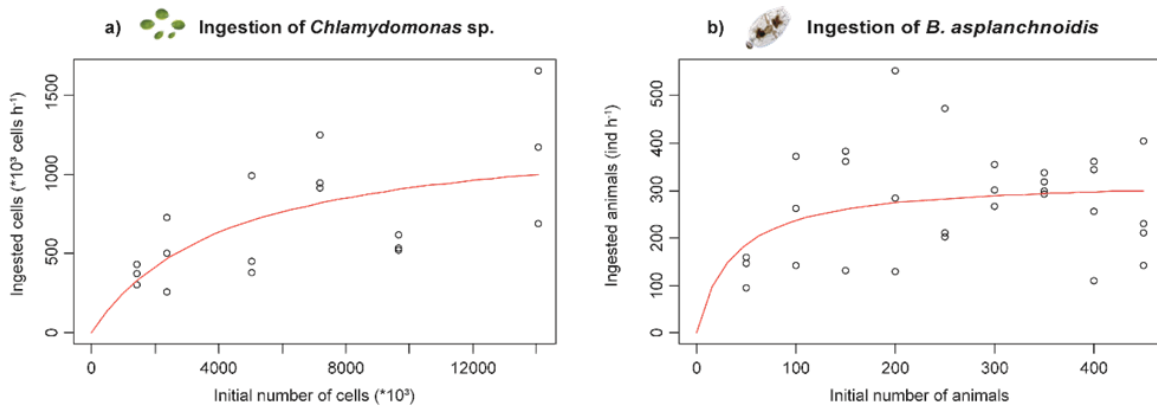 a) Ingestion of Chlamydomonas sp.
Ingested cells (*10³ cells h⁻¹)
1500
1000
500
0
0 4000 8000 12000
Initial number of cells (*10³)
b) Ingestion of B. asplanchnoidis
Ingested animals (ind h⁻¹)
500
400
300
200
100
0
0 100 200 300 400
Initial number of animals